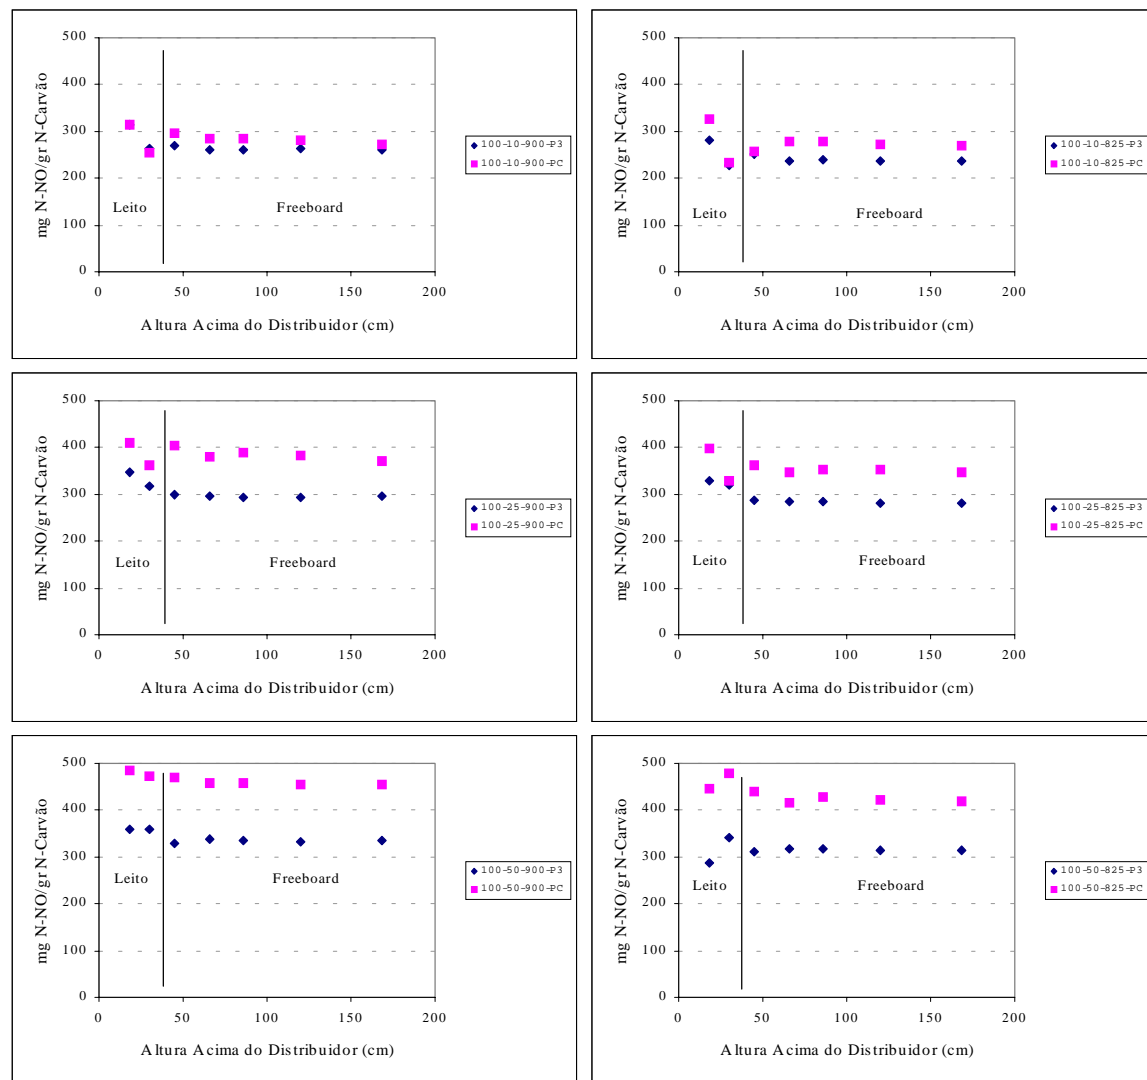 500
400
300
200
100
0
mg N-NO/gr N-Carvão
Leito
Freeboard
0 50 100 150 200
Altura Acima do Distribuidor (cm)
100-10-900-P3
100-10-900-PC
500
400
300
200
100
0
mg N-NO/gr N-Carvão
Leito
Freeboard
0 50 100 150 200
Altura Acima do Distribuidor (cm)
100-10-825-P3
100-10-825-PC
500
400
300
200
100
0
mg N-NO/gr N-Carvão
Leito
Freeboard
0 50 100 150 200
Altura Acima do Distribuidor (cm)
100-25-900-P3
100-25-900-PC
500
400
300
200
100
0
mg N-NO/gr N-Carvão
Leito
Freeboard
0 50 100 150 200
Altura Acima do Distribuidor (cm)
100-25-825-P3
100-25-825-PC
500
400
300
200
100
0
mg N-NO/gr N-Carvão
Leito
Freeboard
0 50 100 150 200
Altura Acima do Distribuidor (cm)
100-50-900-P3
100-50-900-PC
500
400
300
200
100
0
mg N-NO/gr N-Carvão
Leito
Freeboard
0 50 100 150 200
Altura Acima do Distribuidor (cm)
100-50-825-P3
100-50-825-PC